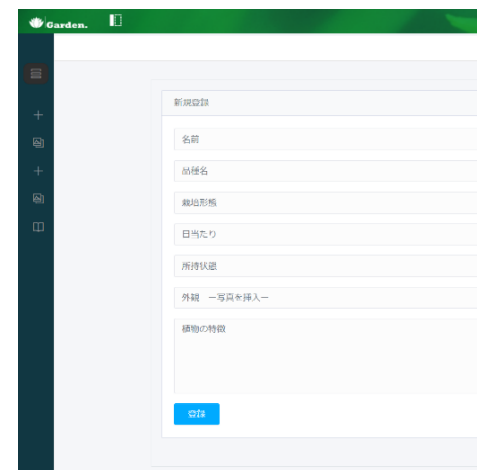 Garden.
新規登録
名前
品種名
栽培形態
日当たり
所持状態
外観　ー写真を挿入ー
植物の特徴
登録